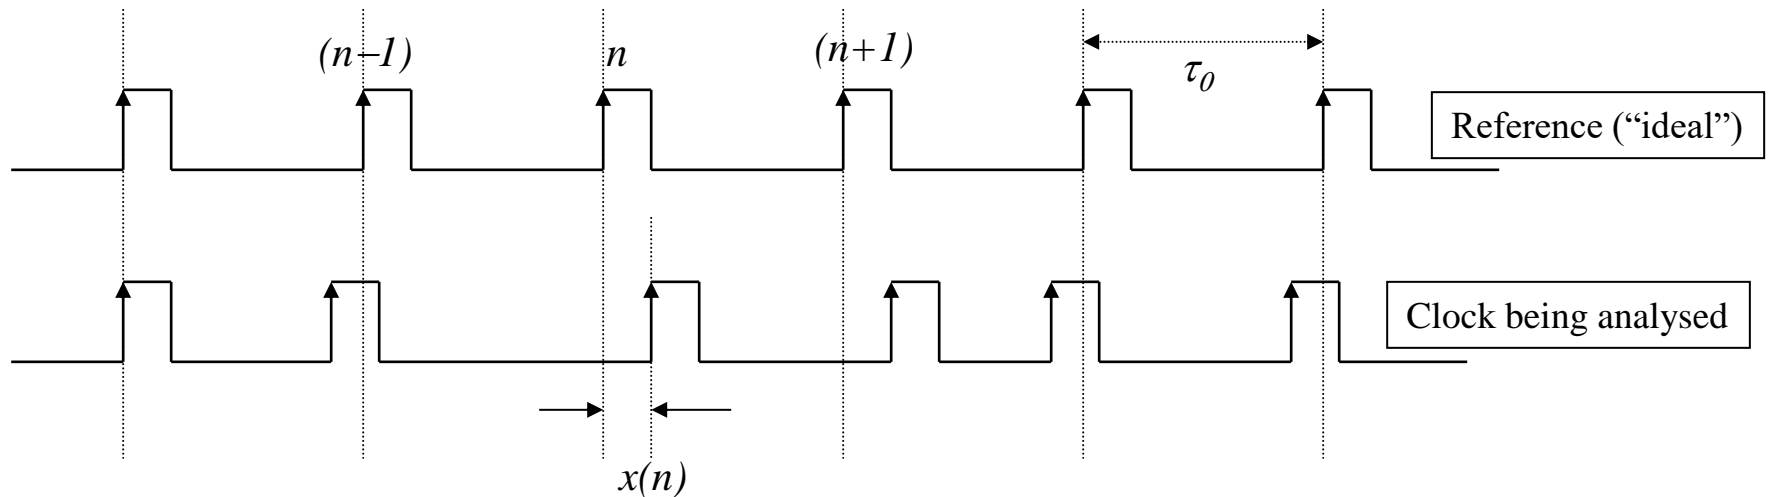 (n–1)
n
(n+1)
τ0
Reference (“ideal”)
Clock being analysed
x(n)